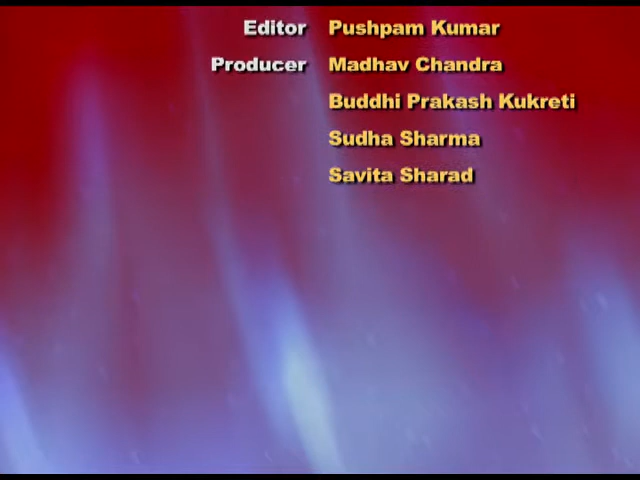 Editor Pushpam Kumar
Producer Madhav Chandra
Buddhi Prakash Kukreti
Sudha Sharma
Savita Sharad